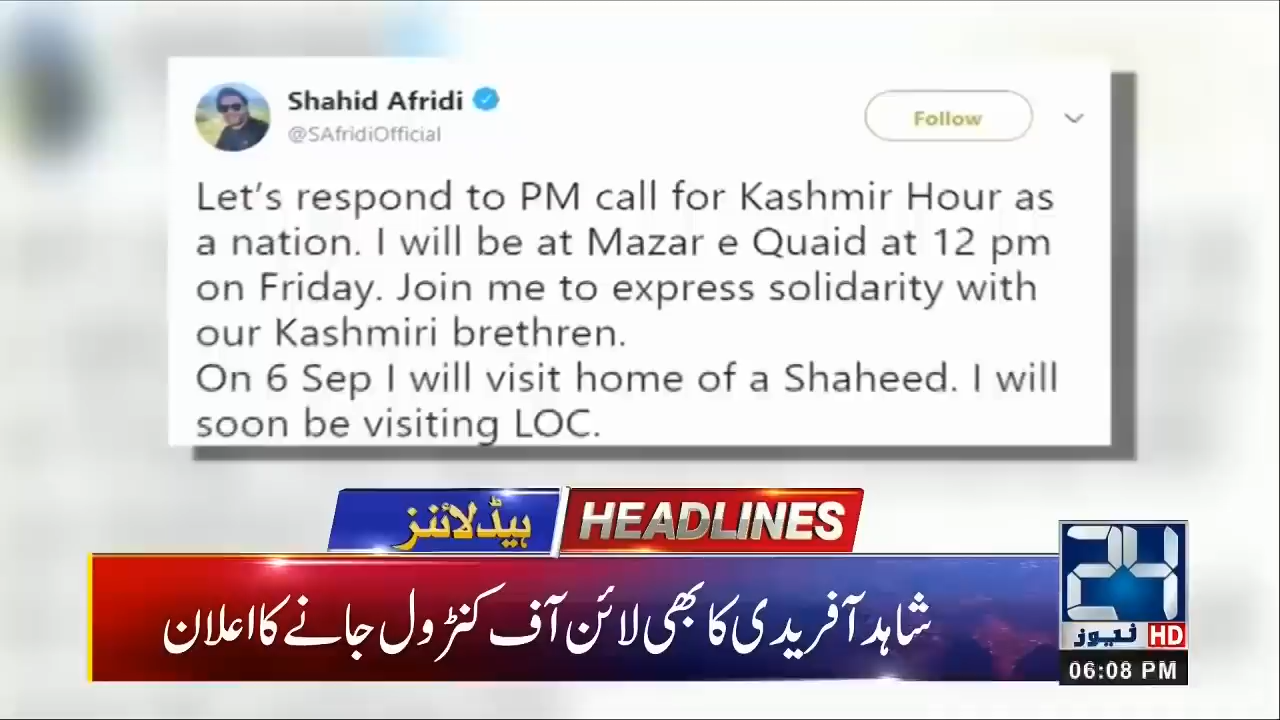 Shahid Afridi
@SAfridiOfficial
Follow
Let's respond to PM call for Kashmir Hour as
a nation. I will be at Mazar e Quaid at 12 pm
on Friday. Join me to express solidarity with
our Kashmiri brethren.
On 6 Sep I will visit home of a Shaheed. I will
soon be visiting LOC.
ہیڈلائنز HEADLINES
شاہد آفریدی کا بھی لائن آف کنٹرول جانے کا اعلان
24
نیوز HD
06:08 PM